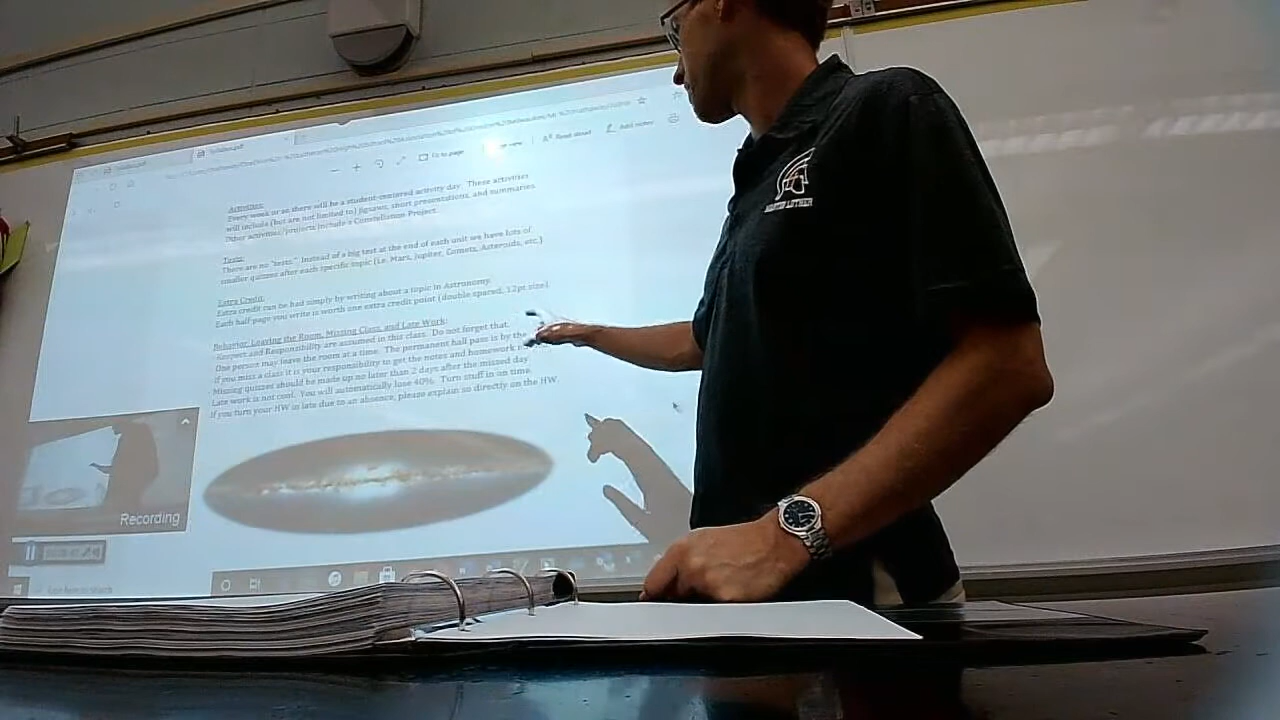 Fit to page
Read aloud
Add notes
Activities:
Every week or so there will be a student-centered activity day. These activities
will include (but are not limited to) jigsaws, short presentations, and summaries.
Other activities/projects include a Constellation Project.
Tests:
There are no "tests." Instead of a big test at the end of each unit we have lots of
smaller quizzes after each specific topic (i.e. Mars, Jupiter, Comets, Asteroids, etc.)
Extra Credit:
Extra credit can be had simply by writing about a topic in Astronomy.
Each half page you write is worth one extra credit point (double spaced, 12pt size)
Behavior, Leaving the Room, Missing Class, and Late Work:
Respect and Responsibility are assumed in this class. Do not forget that.
One person may leave the room at a time. The permanent hall pass is by the
If you miss a class it is your responsibility to get the notes and homework
Missing quizzes should be made up no later than 2 days after the missed day
Late work is not cool. You will automatically lose 40%. Turn stuff in on time.
If you turn your HW in late due to an absence, please explain so directly on the HW.
Recording
MARTIN LUTHER